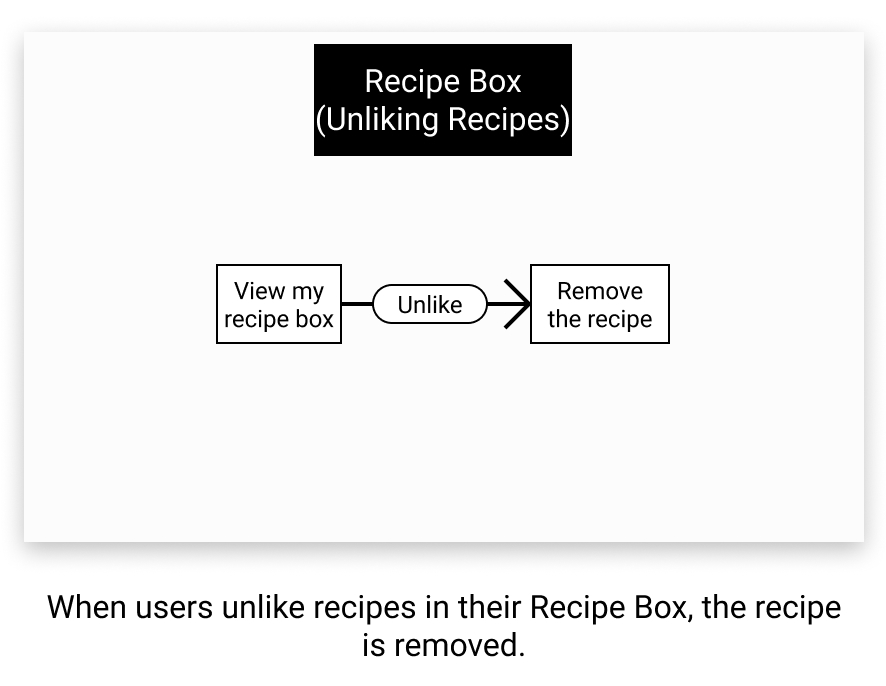 Recipe Box
(Unliking Recipes)
View my
recipe box
Unlike
Remove
the recipe
When users unlike recipes in their Recipe Box, the recipe
is removed.